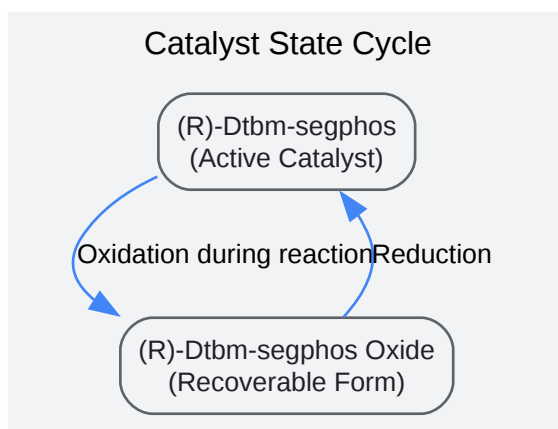 Catalyst State Cycle
(R)-Dtbm-segphos
(Active Catalyst)
Oxidation during reaction
Reduction
(R)-Dtbm-segphos Oxide
(Recoverable Form)